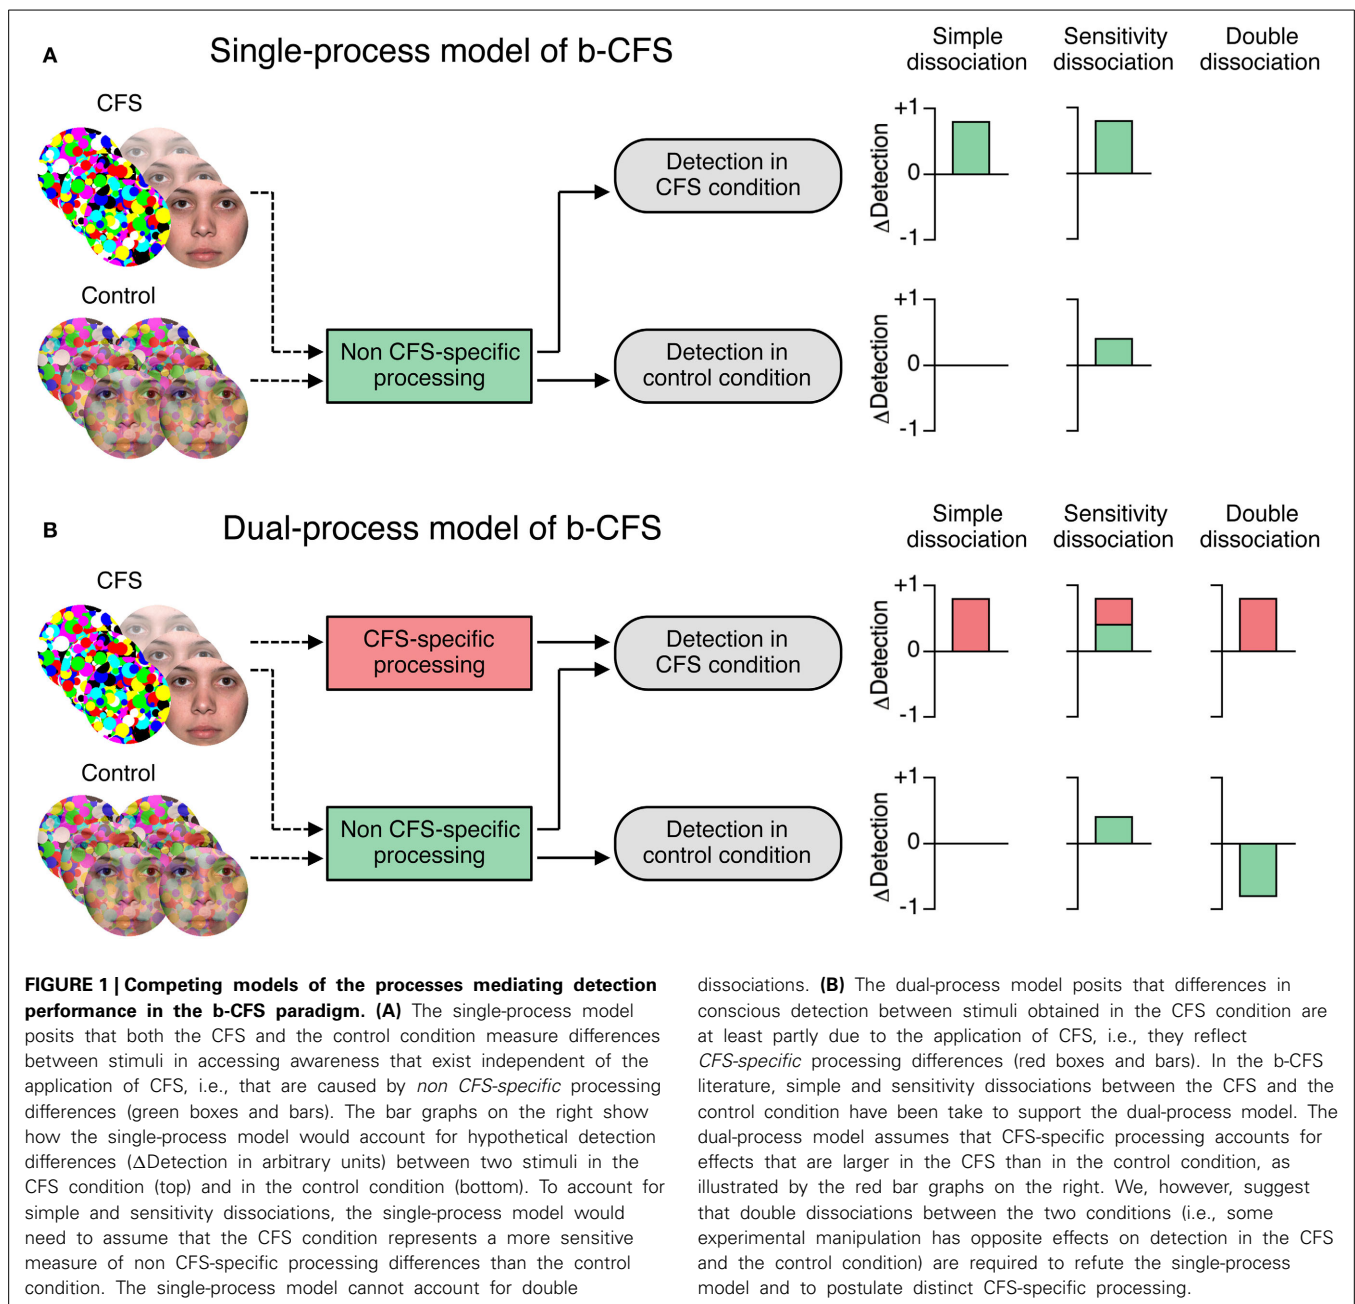 A
Single-process model of b-CFS
Simple
dissociation
Sensitivity
dissociation
Double
dissociation
CFS
Control
Non CFS-specific
processing
Detection in
CFS condition
Detection in
control condition
+1
0
-1
ΔDetection
+1
0
-1
ΔDetection
B
Dual-process model of b-CFS
Simple
dissociation
Sensitivity
dissociation
Double
dissociation
CFS
Control
CFS-specific
processing
Non CFS-specific
processing
Detection in
CFS condition
Detection in
control condition
+1
0
-1
ΔDetection
+1
0
-1
ΔDetection
FIGURE 1 | Competing models of the processes mediating detection
performance in the b-CFS paradigm. (A) The single-process model
posits that both the CFS and the control condition measure differences
between stimuli in accessing awareness that exist independent of the
application of CFS, i.e., that are caused by non CFS-specific processing
differences (green boxes and bars). The bar graphs on the right show
how the single-process model would account for hypothetical detection
differences (ΔDetection in arbitrary units) between two stimuli in the
CFS condition (top) and in the control condition (bottom). To account for
simple and sensitivity dissociations, the single-process model would
need to assume that the CFS condition represents a more sensitive
measure of non CFS-specific processing differences than the control
condition. The single-process model cannot account for double
dissociations. (B) The dual-process model posits that differences in
conscious detection between stimuli obtained in the CFS condition are
at least partly due to the application of CFS, i.e., they reflect
CFS-specific processing differences (red boxes and bars). In the b-CFS
literature, simple and sensitivity dissociations between the CFS and the
control condition have been take to support the dual-process model. The
dual-process model assumes that CFS-specific processing accounts for
effects that are larger in the CFS than in the control condition, as
illustrated by the red bar graphs on the right. We, however, suggest
that double dissociations between the two conditions (i.e., some
experimental manipulation has opposite effects on detection in the CFS
and the control condition) are required to refute the single-process
model and to postulate distinct CFS-specific processing.